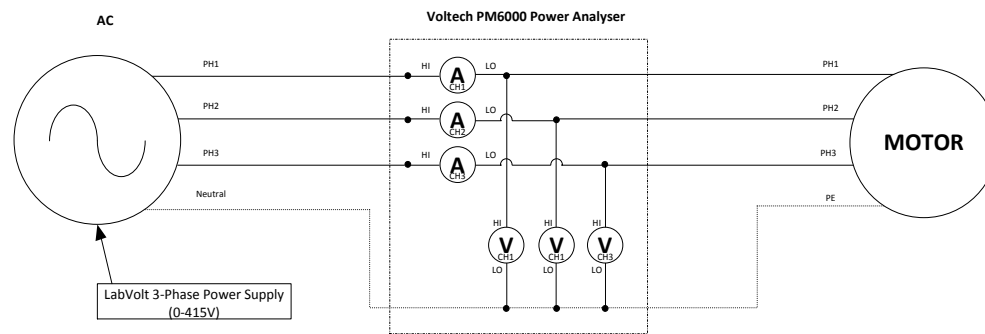 AC
Voltech PM6000 Power Analyser
PH1
HI
A
CH1
LO
PH1
PH2
HI
A
CH2
LO
PH2
PH3
HI
A
CH3
LO
PH3
MOTOR
Neutral
PE
HI
HI
HI
V
CH1
V
CH1
V
CH3
LO
LO
LO
LabVolt 3-Phase Power Supply
(0-415V)